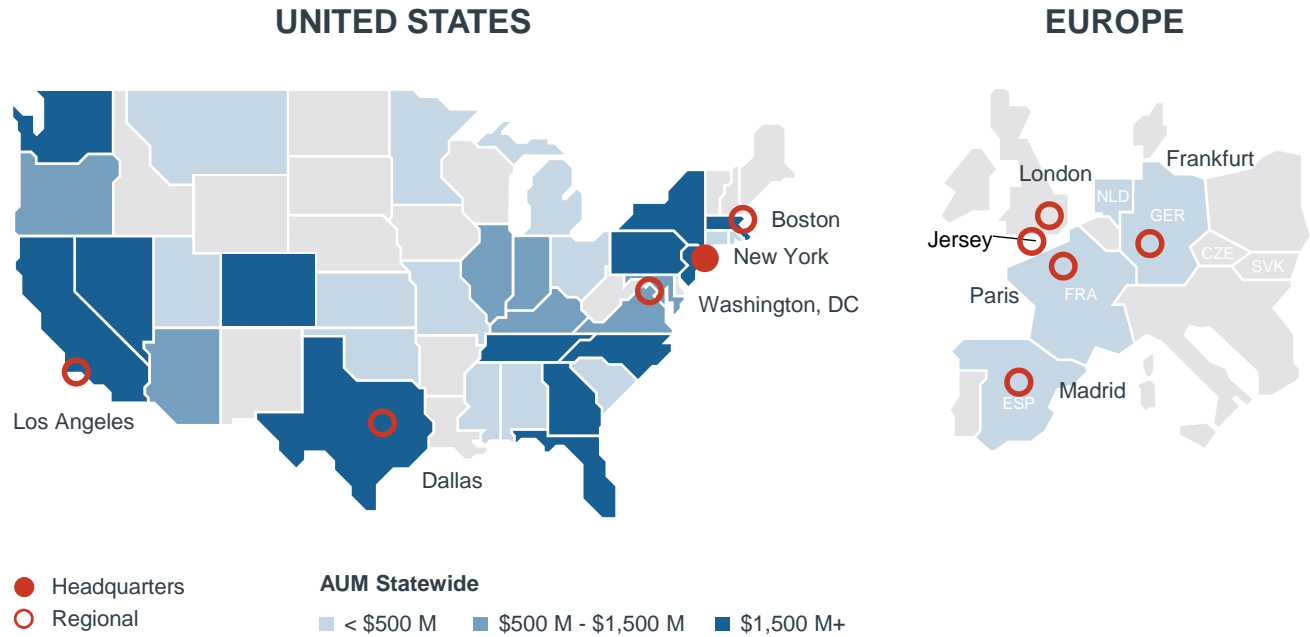 UNITED STATES
EUROPE
Frankfurt
London
NLD
GER
Boston
Jersey
New York
CZE
SVK
Washington, DC
Paris
FRA
Los Angeles
Madrid
ESP
Dallas
Headquarters
Regional
AUM Statewide
< $500 M
$500 M - $1,500 M
$1,500 M+